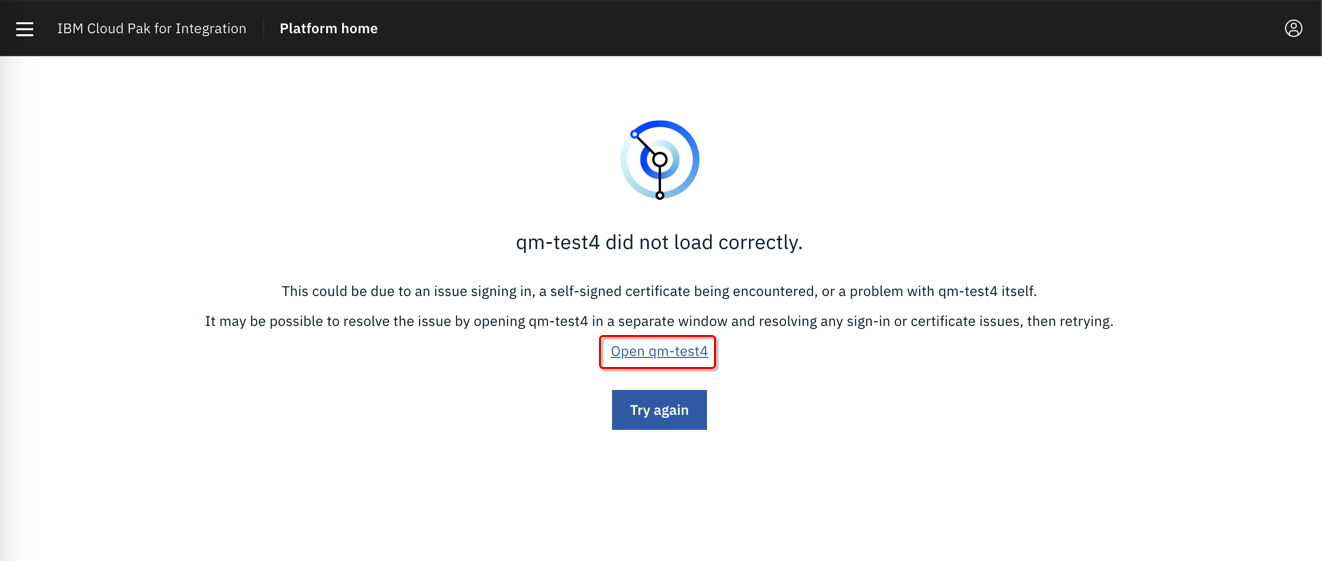 IBM Cloud Pak for Integration Platform home
qm-test4 did not load correctly.
This could be due to an issue signing in, a self-signed certificate being encountered, or a problem with qm-test4 itself.
It may be possible to resolve the issue by opening qm-test4 in a separate window and resolving any sign-in or certificate issues, then retrying.
Open qm-test4
Try again